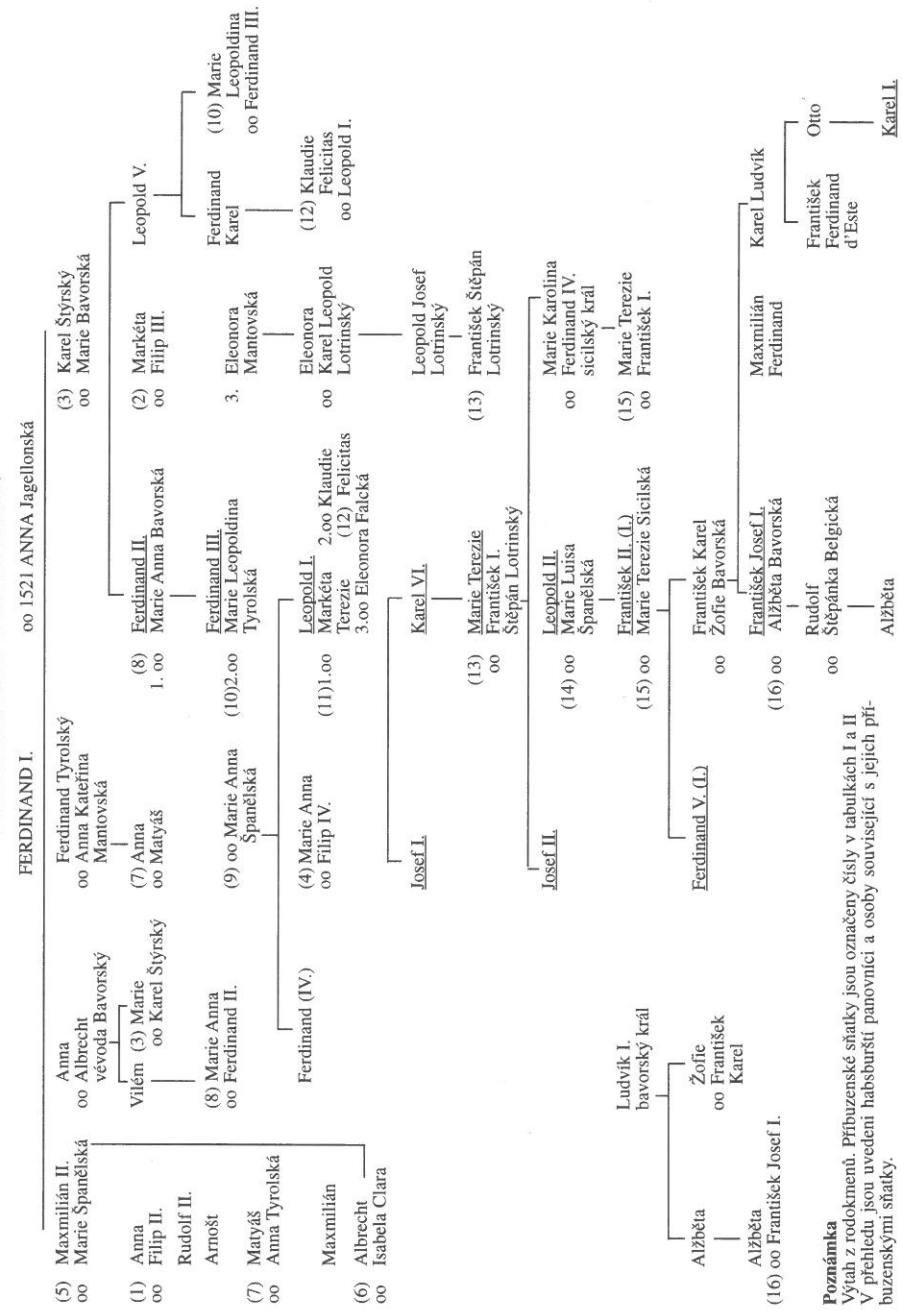 FERDINAND I.
oo 1521 ANNA Jagellonská
(5) Maxmilián II.
oo Marie Španělská
Anna
oo Albrecht
vévoda Bavorský
Ferdinand Tyrolský
oo Anna Kateřina
Mantovská
(3) Karel Štýrský
oo Marie Bavorská
(1) Anna
oo Filip II.
Rudolf II.
Arnošt
(7) Matyáš
oo Anna Tyrolská
Maxmilián
(6) Albrecht
oo Isabela Clara
Vilém (3) Marie
oo Karel Štýrský
(7) Anna
oo Matyáš
(8) Ferdinand II.
1. oo Marie Anna Bavorská
(2) Markéta
oo Filip III.
Leopold V.
(8) Marie Anna
oo Ferdinand II.
(9) oo Marie Anna
Španělská
Ferdinand III.
(10)2.oo Marie Leopoldina
Tyrolská
3. Eleonora
Mantovská
Ferdinand
Karel
(10) Marie
Leopoldina
oo Ferdinand III.
Ferdinand (IV.)
(4) Marie Anna
oo Filip IV.
Leopold I.
(11)1.oo Markéta 2.oo Klaudie
Terezie (12) Felicitas
3.oo Eleonora Falcká
Eleonora
oo Karel Leopold
Lotrinský
(12) Klaudie
Felicitas
oo Leopold I.
Josef I.
Karel VI.
Leopold Josef
Lotrinský
(13) Marie Terezie
oo František I.
Štěpán Lotrinský
(13) František Štěpán
Lotrinský
Josef II.
Leopold II.
(14) oo Marie Luisa
Španělská
Marie Karolina
oo Ferdinand IV.
sicilský král
František II. (I.)
(15) oo Marie Terezie Sicilská
(15) Marie Terezie
oo František I.
Ludvík I.
bavorský král
Alžběta
Žofie
oo František
Karel
Ferdinand V. (I.)
František Karel
oo Žofie Bavorská
Alžběta
(16) oo František Josef I.
František Josef I.
(16) oo Alžběta Bavorská
Maxmilián
Ferdinand
Karel Ludvík
Rudolf
oo Štěpánka Belgická
František
Ferdinand
d'Este
Otto
Alžběta
Karel I.
Poznámka
Výtah z rodokmenů. Příbuzenské sňatky jsou označeny čísly v tabulkách I a II
V přehledu jsou uvedeni habsburští panovníci a osoby související s jejich pří-
buzenskými sňatky.